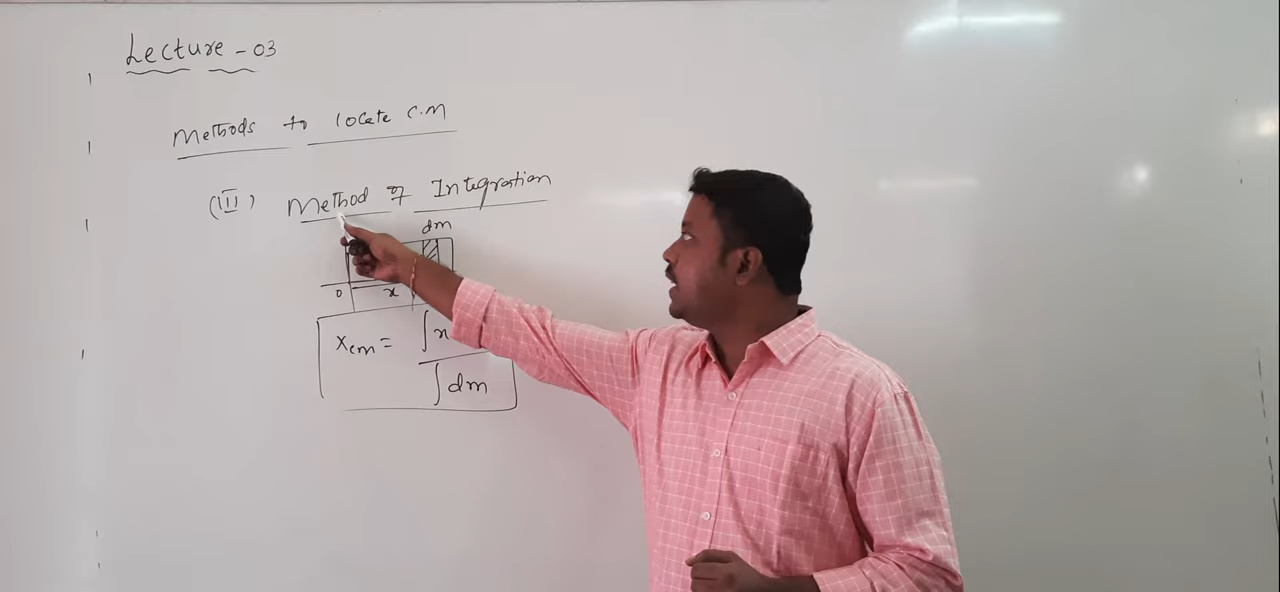 Lecture - 03
Methods to locate C.M
(III) Method of Integration
dm
0 x
xcm = ∫x
∫dm